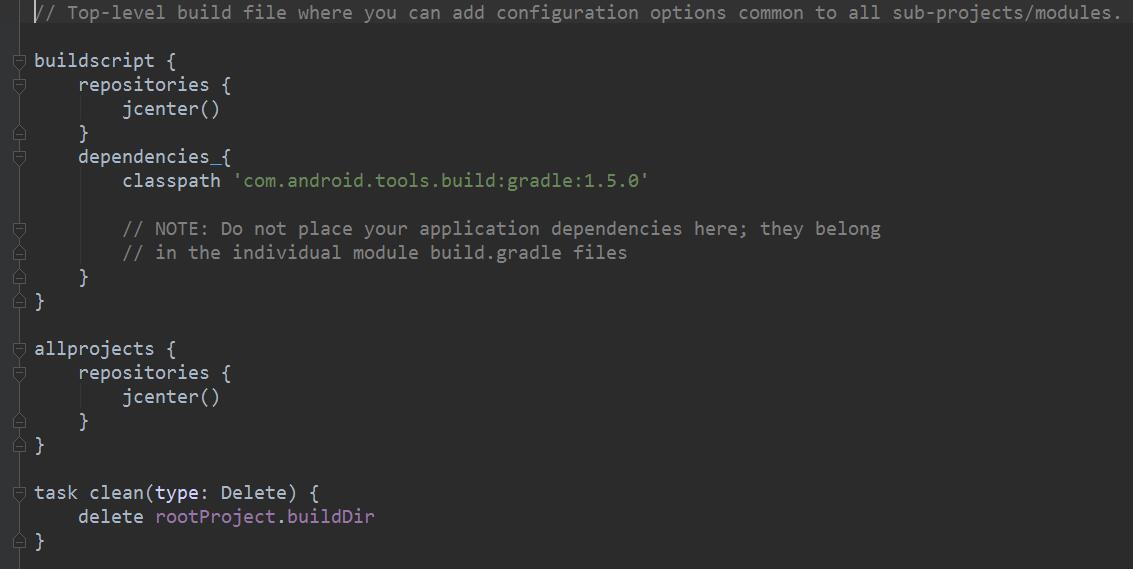 // Top-level build file where you can add configuration options common to all sub-projects/modules.
buildscript {
repositories {
jcenter()
}
dependencies_{
classpath 'com.android.tools.build:gradle:1.5.0'
// NOTE: Do not place your application dependencies here; they belong
// in the individual module build.gradle files
}
}
allprojects {
repositories {
jcenter()
}
}
task clean(type: Delete) {
delete rootProject.buildDir
}